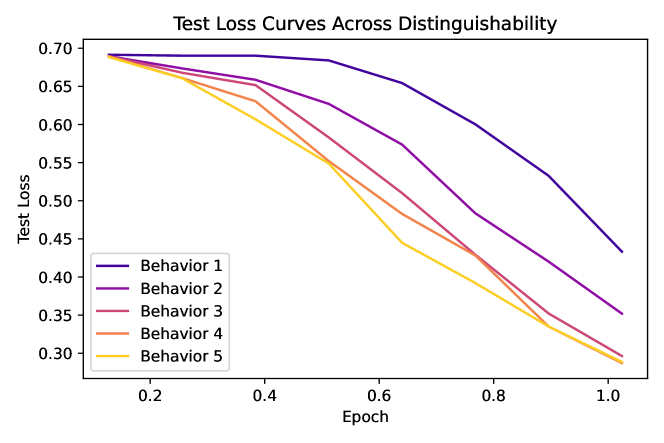 Test Loss Curves Across Distinguishability
Test Loss
0.70
0.65
0.60
0.55
0.50
0.45
0.40
0.35
0.30
Behavior 1
Behavior 2
Behavior 3
Behavior 4
Behavior 5
0.2 0.4 0.6 0.8 1.0
Epoch